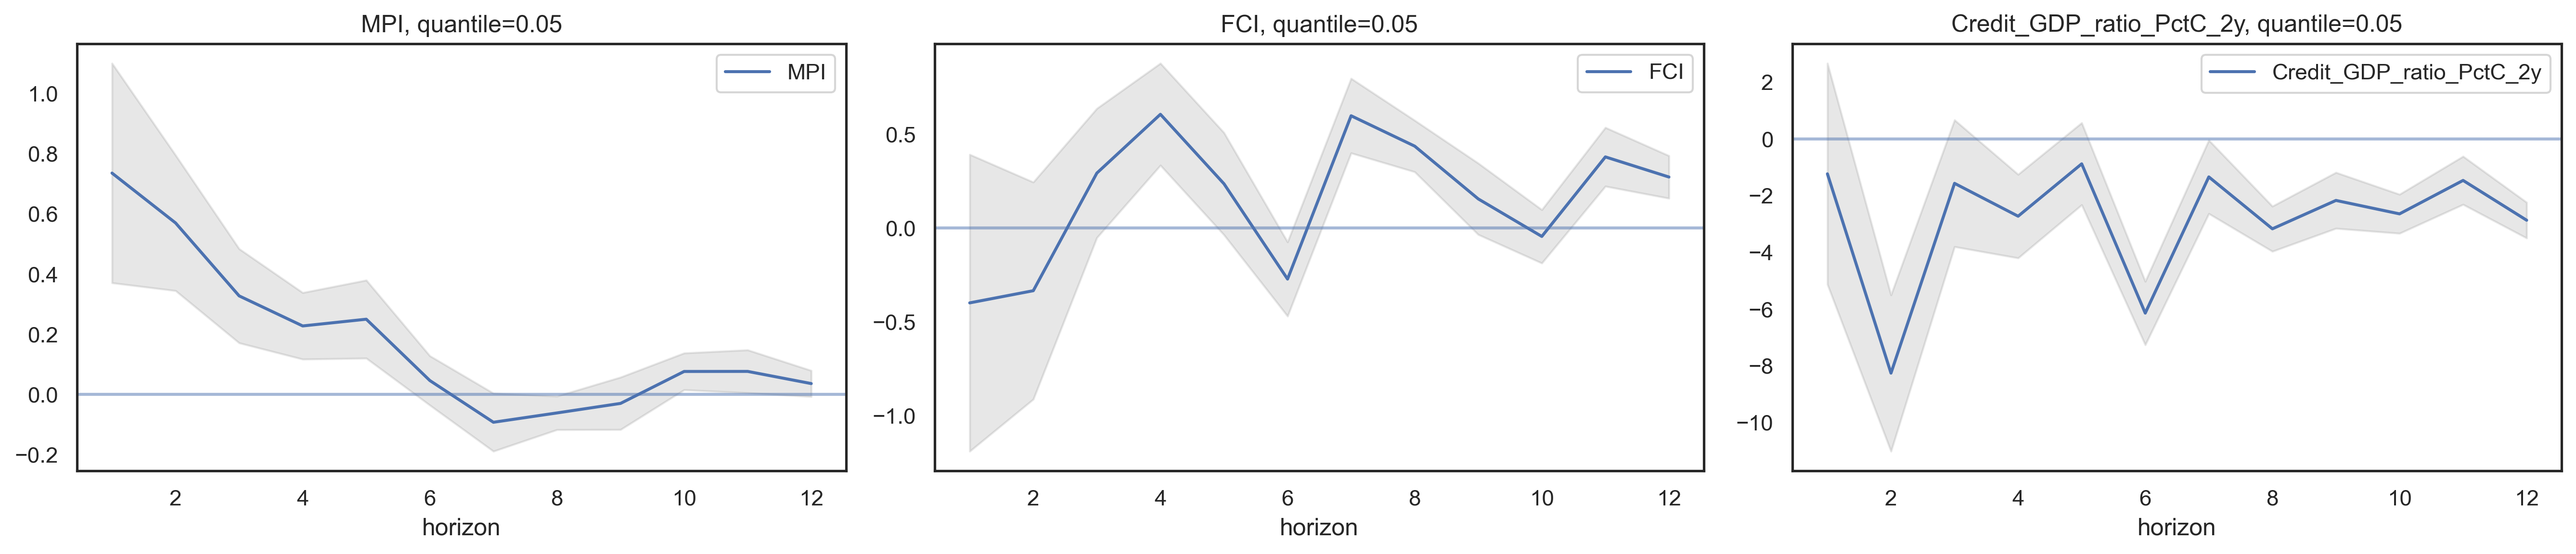 MPI, quantile=0.05
MPI
1.0
0.8
0.6
0.4
0.2
0.0
−0.2
2 4 6 8 10 12
horizon
FCI, quantile=0.05
FCI
0.5
0.0
−0.5
−1.0
2 4 6 8 10 12
horizon
Credit_GDP_ratio_PctC_2y, quantile=0.05
Credit_GDP_ratio_PctC_2y
2
0
−2
−4
−6
−8
−10
2 4 6 8 10 12
horizon